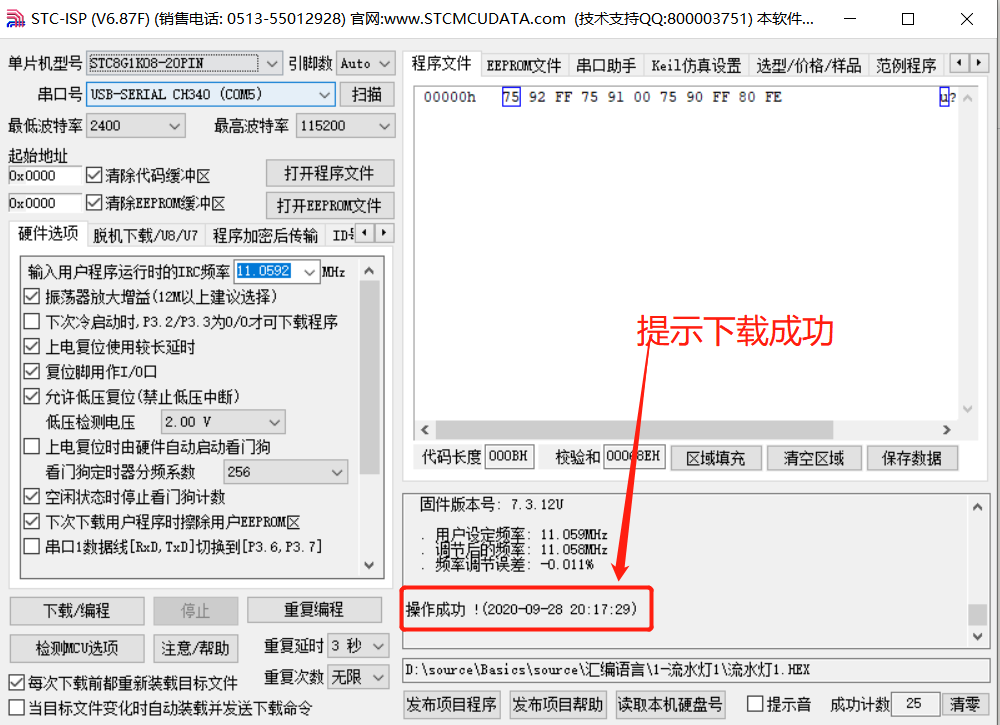 STC-ISP (V6.87F) (销售电话: 0513-55012928) 官网:www.STCMCUDATA.com (技术支持QQ:800003751) 本软件...
单片机型号 STC8G1K08-20PIN 引脚数 Auto
串口号 USB-SERIAL CH340 (COM5) 扫描
最低波特率 2400 最高波特率 115200
起始地址
0x0000 清除代码缓冲区 打开程序文件
0x0000 清除EEPROM缓冲区 打开EEPROM文件
硬件选项 脱机下载/U8/U7 程序加密后传输
输入用户程序运行时的IRC频率 11.0592 MHz
振荡器放大增益(12M以上建议选择)
下次冷启动时,P3.2/P3.3为0/0才可下载程序
上电复位使用较长延时
复位脚用作I/O口
允许低压复位(禁止低压中断)
低压检测电压 2.00 V
上电复位时由硬件自动启动看门狗
看门狗定时器分频系数 256
空闲状态时停止看门狗计数
下次下载用户程序时擦除用户EEPROM区
串口1数据线[RxD,TxD]切换到[P3.6,P3.7]
下载/编程 停止 重复编程
检测MCU选项 注意/帮助 重复延时 3 秒
重复次数 无限
每次下载前都重新装载目标文件
当目标文件变化时自动装载并发送下载命令
程序文件 EEPROM文件 串口助手 Keil仿真设置 选型/价格/样品 范例程序
00000h 75 92 FF 75 91 00 75 90 FF 80 FE u?
提示下载成功
代码长度 000BH 校验和 区域填充 清空区域 保存数据
固件版本号: 7.3.12U
. 用户设定频率: 11.059MHz
. 调节后的频率: 11.058MHz
. 频率调节误差: -0.011%
操作成功 !(2020-09-28 20:17:29)
D:\source\Basics\source\汇编语言\1-流水灯1\流水灯1.HEX
发布项目程序 发布项目帮助 读取本机硬盘号 提示音 成功计数 25 清零